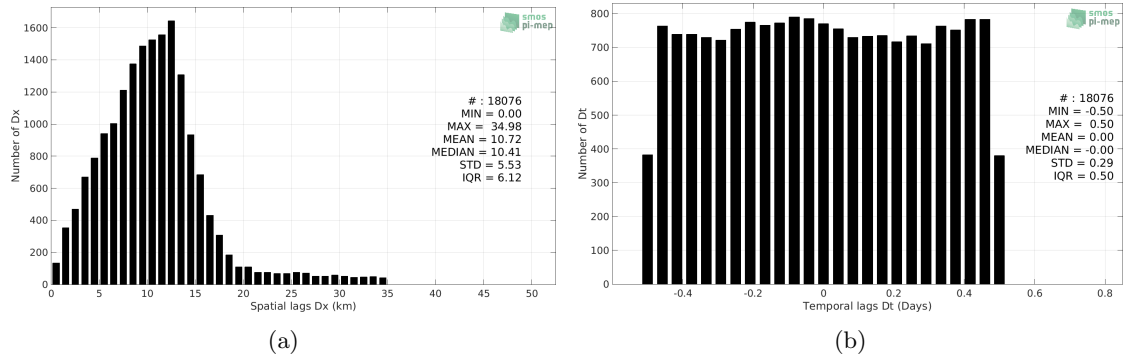 smos
pi-mep
1600
1400
1200
1000
800
600
400
200
0
Number of Dx
# : 18076
MIN = 0.00
MAX = 34.98
MEAN = 10.72
MEDIAN = 10.41
STD = 5.53
IQR = 6.12
0 5 10 15 20 25 30 35 40 45 50
Spatial lags Dx (km)
(a)
smos
pi-mep
800
700
600
500
400
300
200
100
0
Number of Dt
# : 18076
MIN = -0.50
MAX = 0.50
MEAN = 0.00
MEDIAN = -0.00
STD = 0.29
IQR = 0.50
-0.4 -0.2 0 0.2 0.4 0.6 0.8
Temporal lags Dt (Days)
(b)